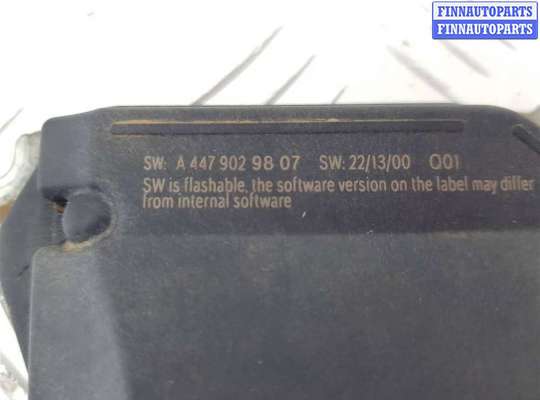 FINNAUTOPARTS
FINNAUTOPARTS
SW: A 447 902 98 07 SW: 22/13/00 Q01
SW is flashable, the software version on the label may differ
from internal software